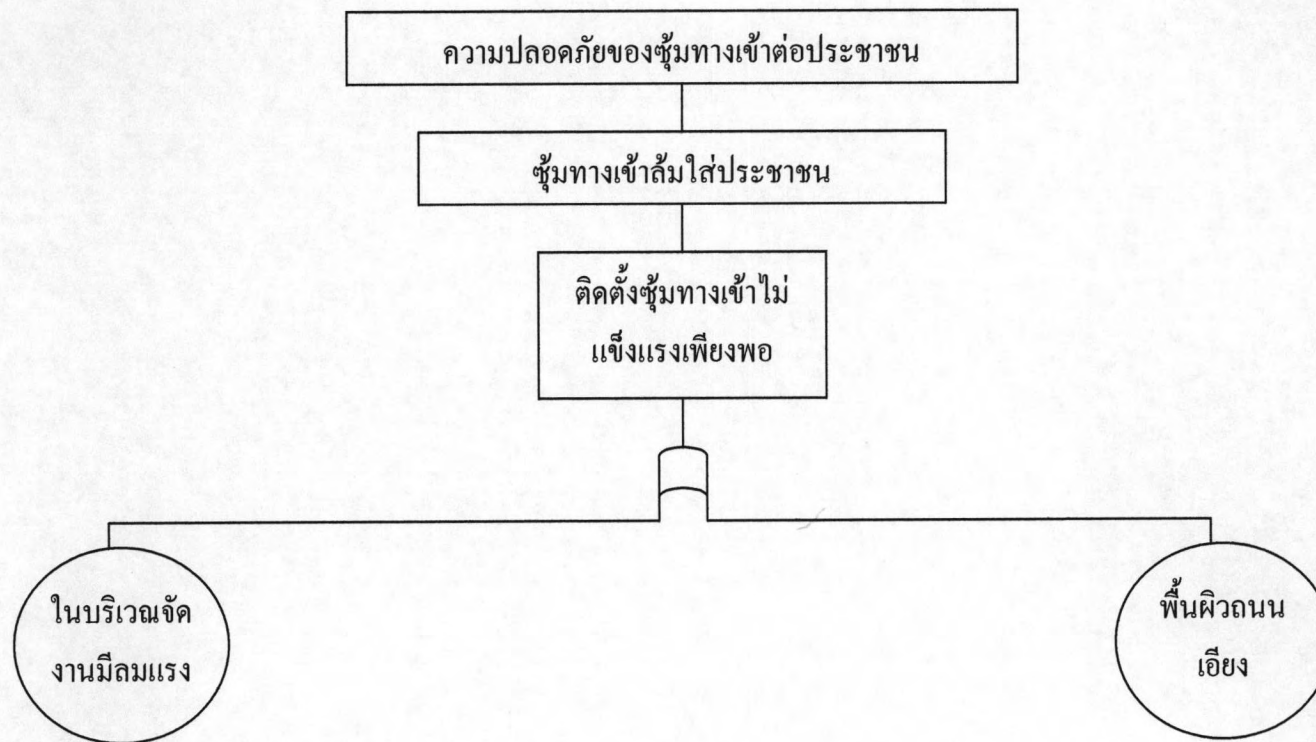 ความปลอดภัยของซุ้มทางเข้าต่อประชาชน
ซุ้มทางเข้าล้มใส่ประชาชน
ติดตั้งซุ้มทางเข้าไม่
แข็งแรงเพียงพอ
ในบริเวณจัด
งานมีลมแรง
พื้นผิวถนน
เอียง